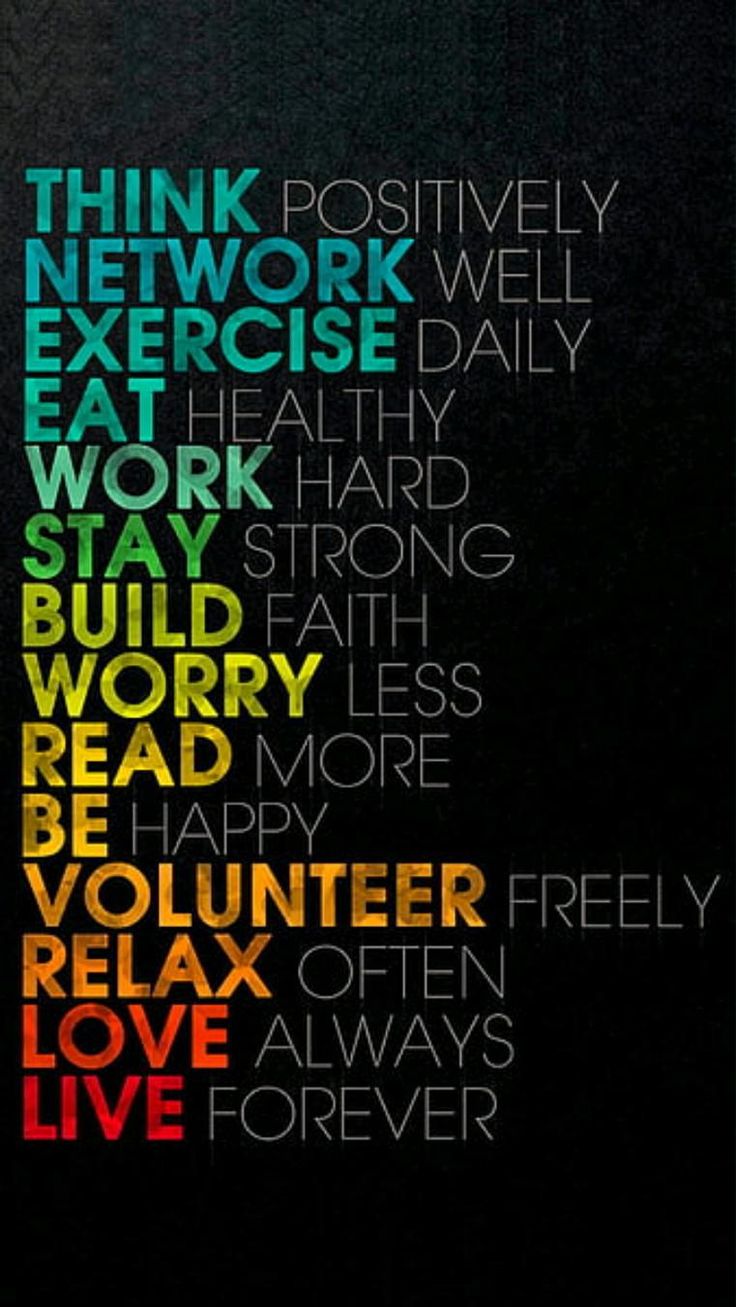 THINK POSITIVELY
NETWORK WELL
EXERCISE DAILY
EAT HEALTHY
WORK HARD
STAY STRONG
BUILD FAITH
WORRY LESS
READ MORE
BE HAPPY
VOLUNTEER FREELY
RELAX OFTEN
LOVE ALWAYS
LIVE FOREVER